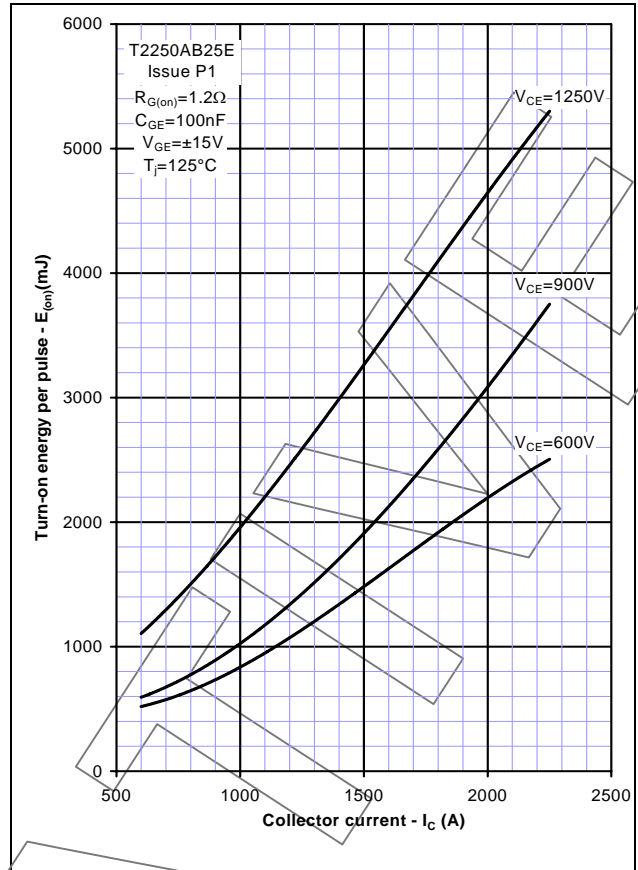 T2250AB25E
Issue P1
RG(on)=1.2Ω
CGE=100nF
VGE=±15V
Tj=125°C
VCE=1250V
VCE=900V
VCE=600V
Turn-on energy per pulse - E(on)(mJ)
6000
5000
4000
3000
2000
1000
0
500 1000 1500 2000 2500
Collector current - IC (A)